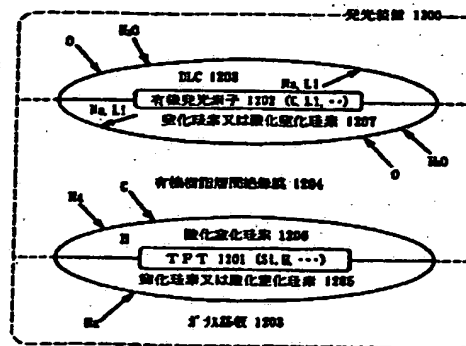 発光装置 1200
O
H₂O
DLC 1208
Na, Li
有機発光素子 1202 (C, Li, ‥)
Na, Li
窒化珪素又は酸化窒化珪素 1207
H₂O
O
有機樹脂層間絶縁膜 1204
C
H
酸化窒化珪素 1206
TFT 1201 (Si, H, …)
窒化珪素又は酸化窒化珪素 1205
Na
ガラス基板 1203